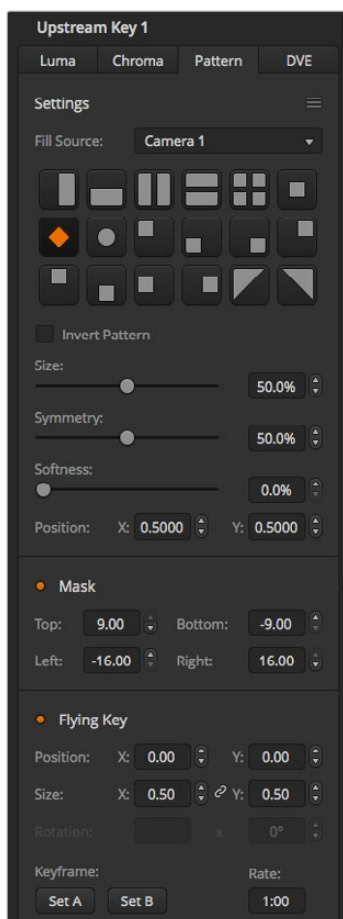 Upstream Key 1
Luma Chroma Pattern DVE
Settings
Fill Source: Camera 1
Invert Pattern
Size:
50.0%
Symmetry:
50.0%
Softness:
0.0%
Position: X: 0.5000 Y: 0.5000
Mask
Top: 9.00 Bottom: -9.00
Left: -16.00 Right: 16.00
Flying Key
Position: X: 0.00 Y: 0.00
Size: X: 0.50 Y: 0.50
Rotation: x 0°
Keyframe: Rate:
Set A Set B 1:00